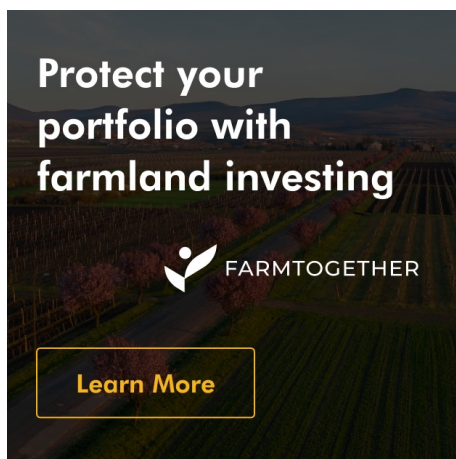 Protect your
portfolio with
farmland investing
FARMTOGETHER
Learn More